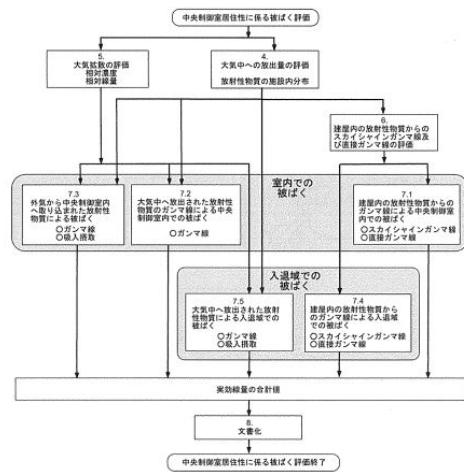 中央制御室居住性に係る被ばく評価
5.
大気拡散の評価
相対濃度
相対線量
4.
大気中への放出量の評価
放射性物質の施設内分布
6.
建屋内の放射性物質からの
スカイシャインガンマ線及
び直接ガンマ線の評価
室内での
被ばく
7.3
外気から中央制御室内
へ取り込まれた放射性
物質による被ばく
○ガンマ線
○吸入摂取
7.2
大気中へ放出された放射性
物質のガンマ線による中央
制御室内での被ばく
○ガンマ線
7.1
建屋内の放射性物質からの
ガンマ線による中央制御室内
での被ばく
○スカイシャインガンマ線
○直接ガンマ線
入退域での
被ばく
7.5
大気中へ放出された放射
性物質による入退域での
被ばく
○ガンマ線
○吸入摂取
7.4
建屋内の放射性物質から
のガンマ線による入退域
での被ばく
○スカイシャインガンマ線
○直接ガンマ線
実効線量の合計値
8.
文書化
中央制御室居住性に係る被ばく評価終了